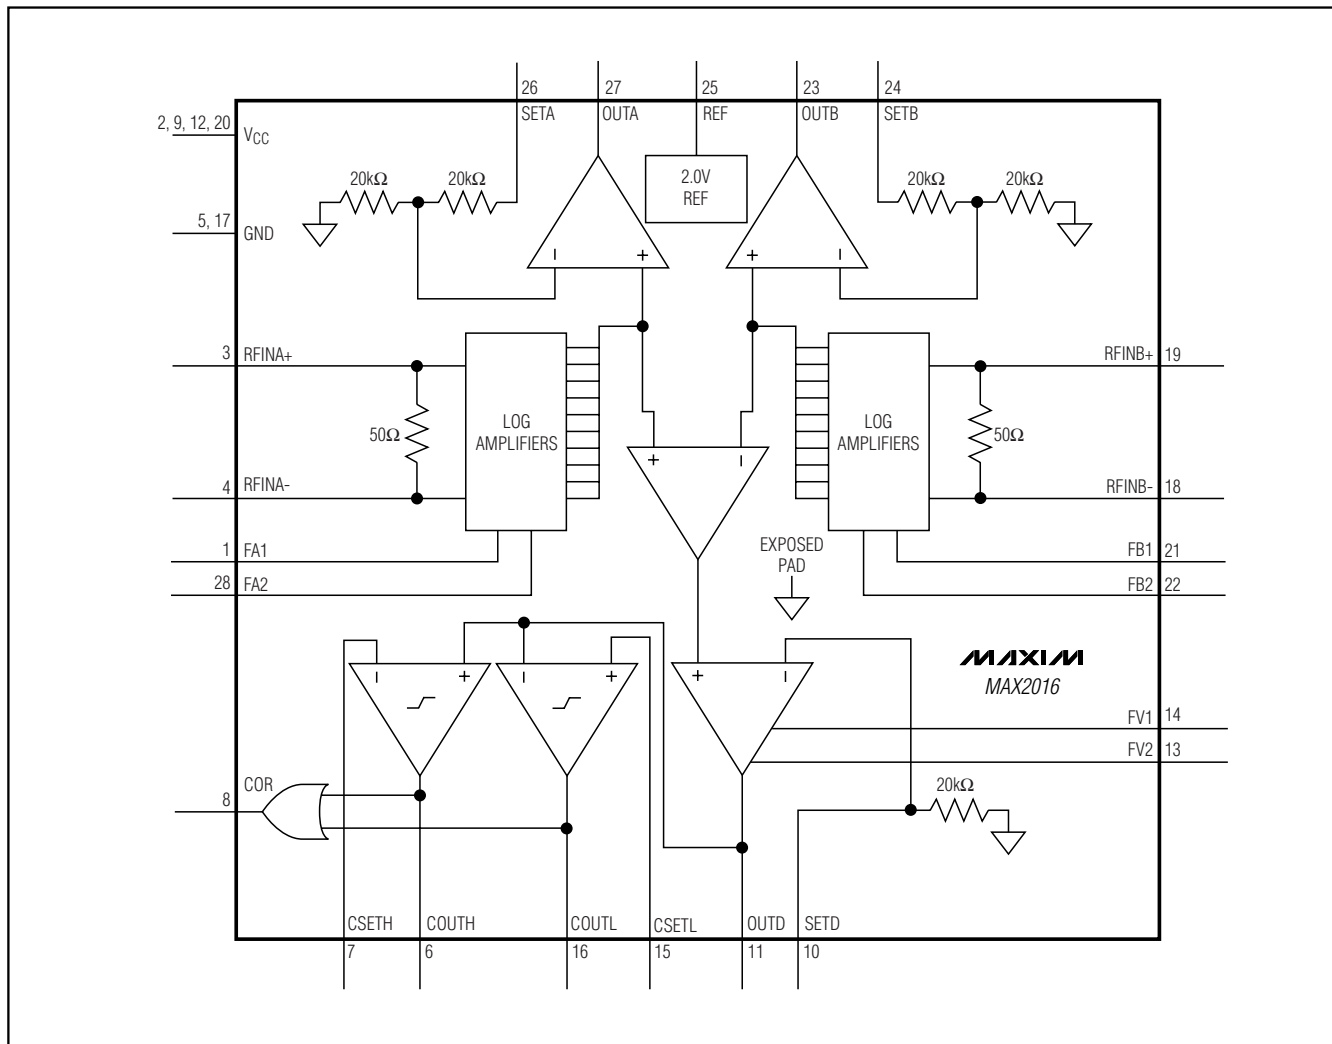 26 27 25 23 24
SETA OUTA REF OUTB SETB
2, 9, 12, 20 VCC
20kΩ 20kΩ
2.0V
REF
20kΩ 20kΩ
5, 17 GND
− + + −
3 RFINA+
RFINB+ 19
50Ω
LOG
AMPLIFIERS
LOG
AMPLIFIERS
50Ω
+ −
4 RFINA-
RFINB- 18
1 FA1
EXPOSED
PAD
FB1 21
28 FA2
FB2 22
− + − + + −
MAXIM
MAX2016
FV1 14
FV2 13
COR
8
20kΩ
CSETH COUTH COUTL CSETL OUTD SETD
7 6 16 15 11 10